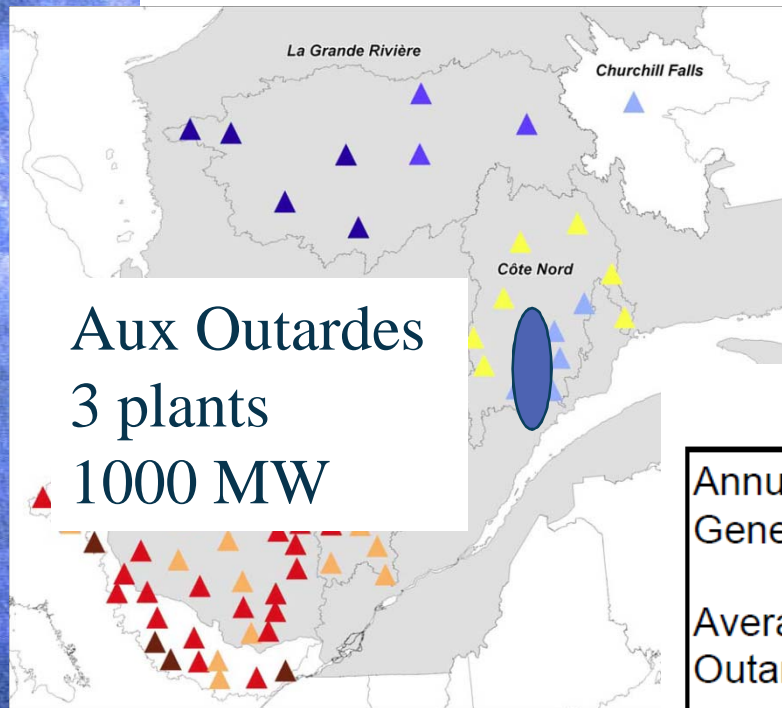 La Grande Rivière
Churchill Falls
Côte Nord
Aux Outardes
3 plants
1000 MW